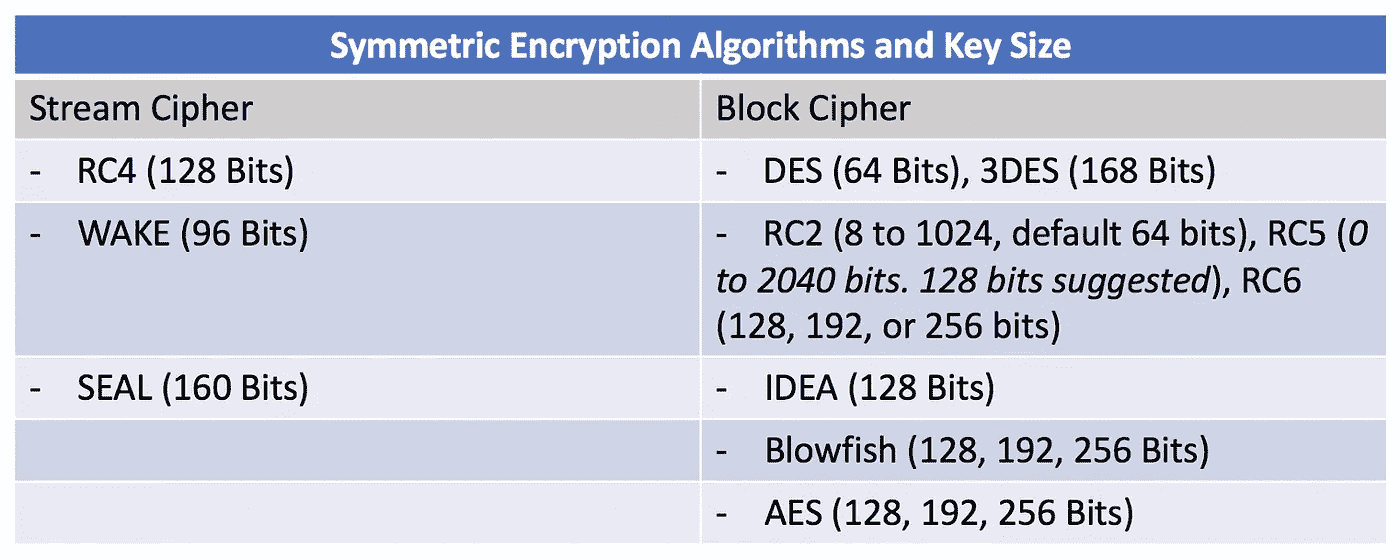 Symmetric Encryption Algorithms and Key Size
Stream Cipher
Block Cipher
- RC4 (128 Bits)
- DES (64 Bits), 3DES (168 Bits)
- WAKE (96 Bits)
- RC2 (8 to 1024, default 64 bits), RC5 (0
to 2040 bits. 128 bits suggested), RC6
(128, 192, or 256 bits)
- SEAL (160 Bits)
- IDEA (128 Bits)
- Blowfish (128, 192, 256 Bits)
- AES (128, 192, 256 Bits)